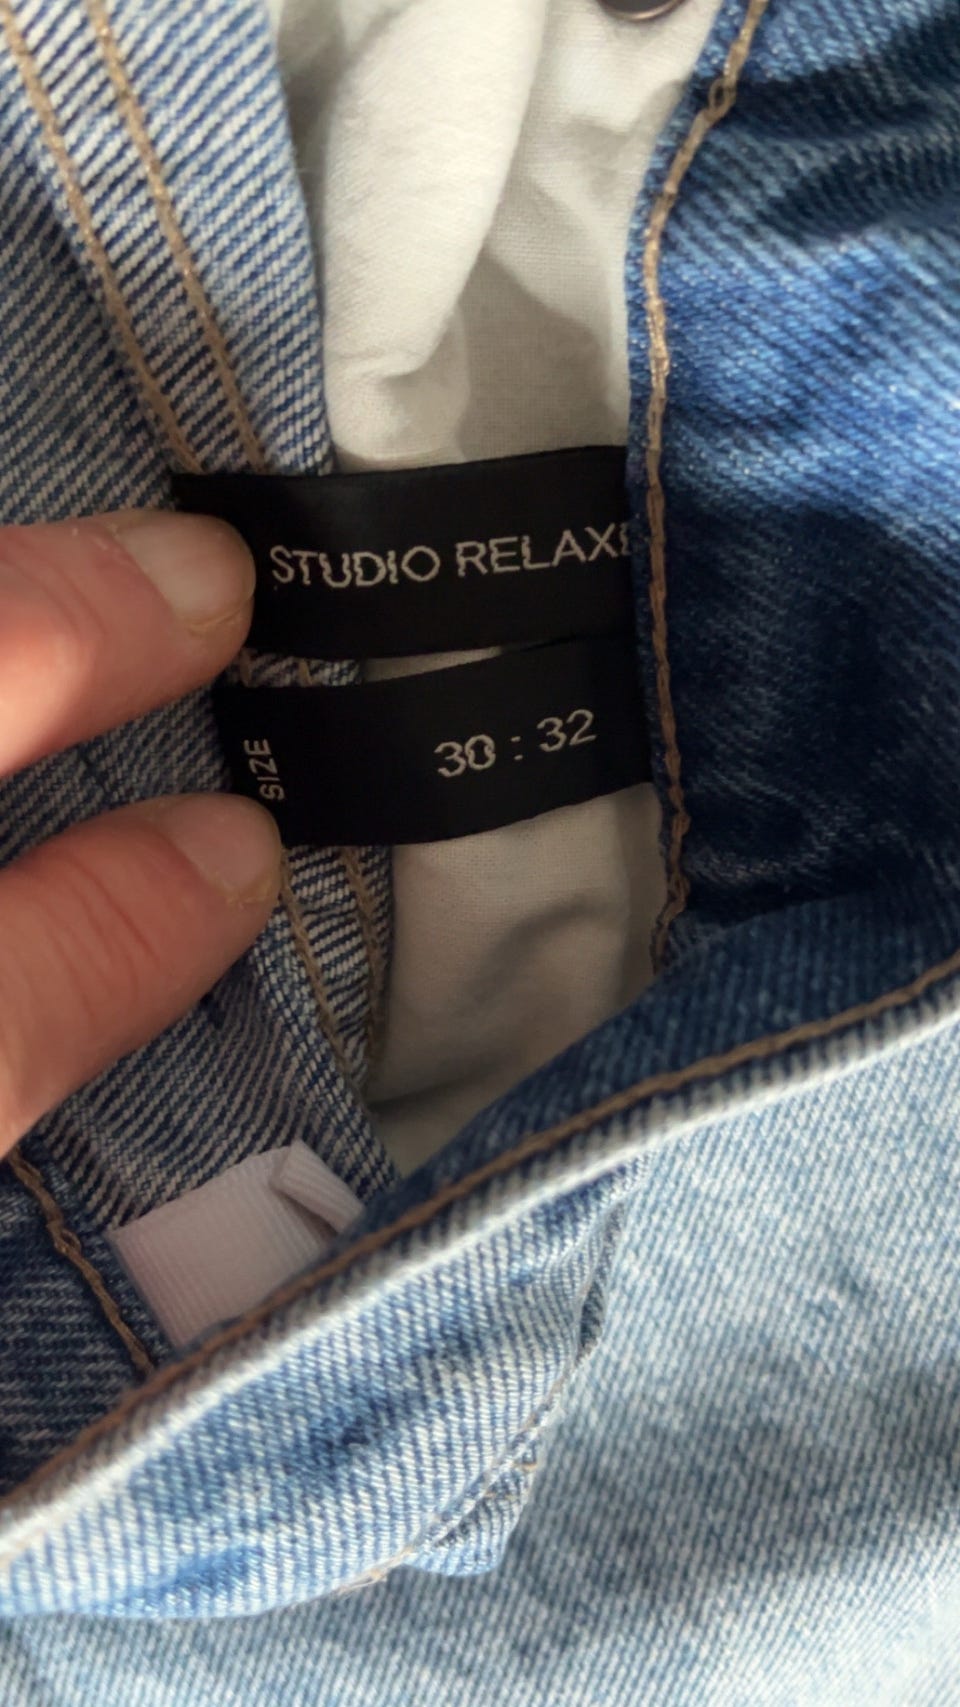 STUDIO RELAXE
SIZE
30 : 32